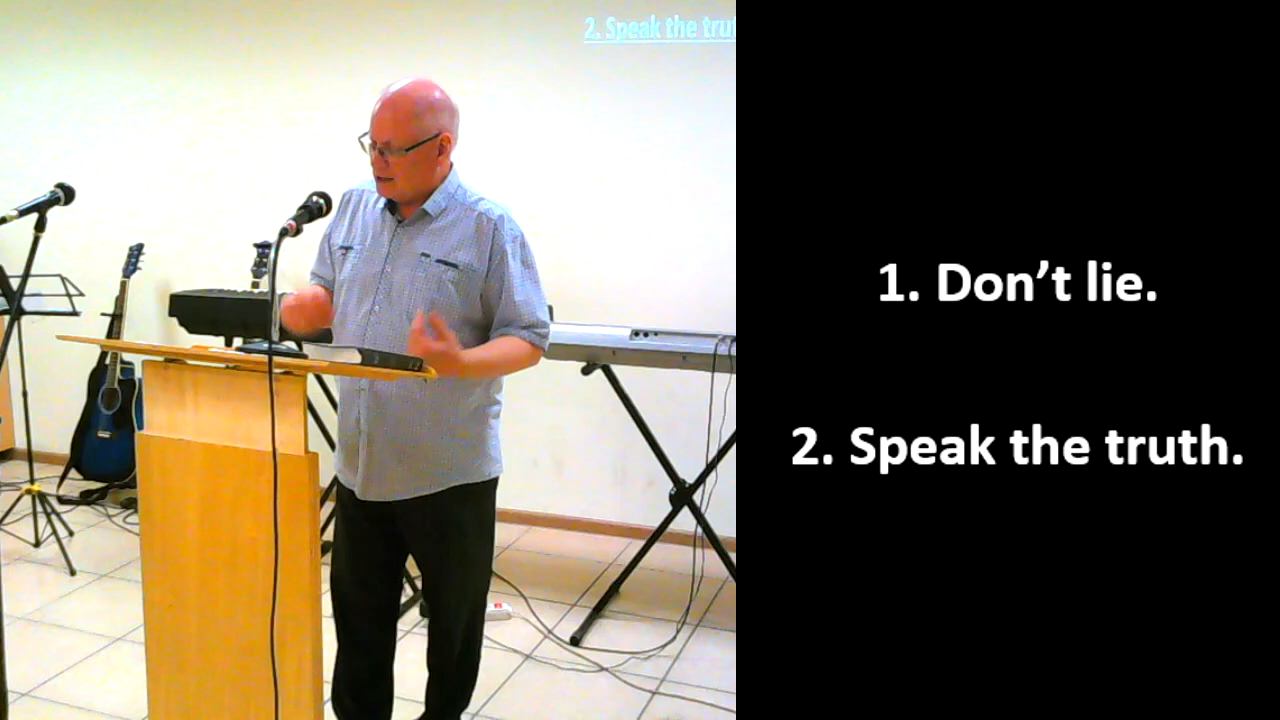 2. Speak the trut
1. Don’t lie.
2. Speak the truth.